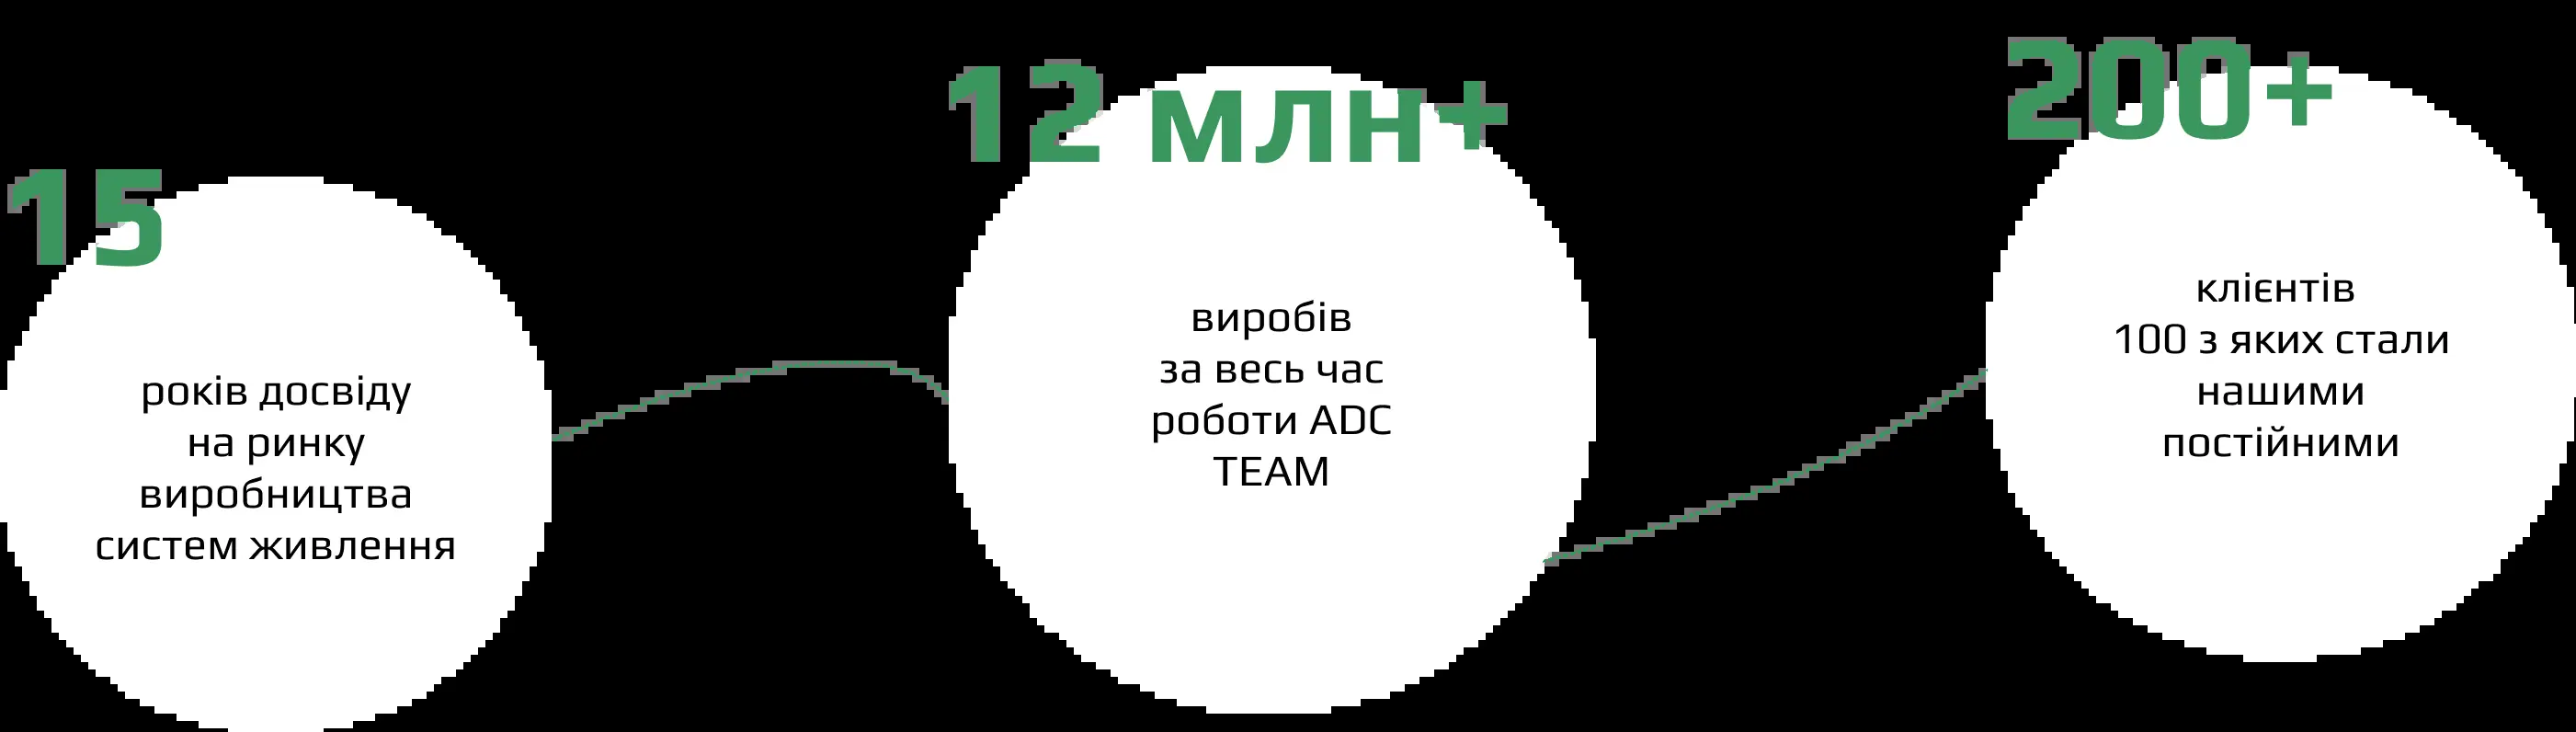 15
років досвіду
на ринку
виробництва
систем живлення
12 млн+
виробів
за весь час
роботи ADC
TEAM
200+
клієнтів
100 з яких стали
нашими
постійними